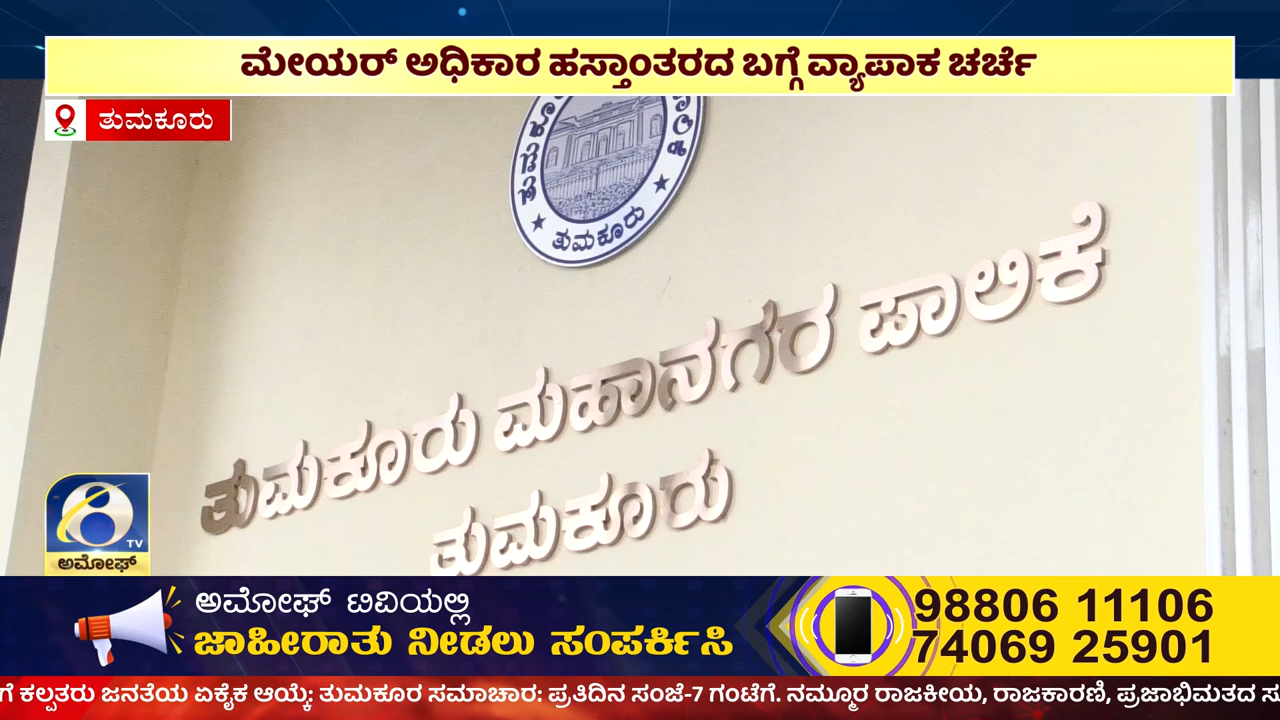 ಮೇಯರ್ ಅಧಿಕಾರ ಹಸ್ತಾಂತರದ ಬಗ್ಗೆ ವ್ಯಾಪಾಕ ಚರ್ಚೆ
ತುಮಕೂರು
ತುಮಕೂರು
ತುಮಕೂರು ಮಹಾನಗರ ಪಾಲಿಕೆ
ತುಮಕೂರು
8
TV
ಅಮೋಘ್
ಅಮೋಘ್ ಟಿವಿಯಲ್ಲಿ
ಜಾಹೀರಾತು ನೀಡಲು ಸಂಪರ್ಕಿಸಿ
98806 11106
74069 25901
ಗೆ ಕಲ್ಪತರು ಜನತೆಯ ಏಕೈಕ ಆಯ್ಕೆ: ತುಮಕೂರ ಸಮಾಚಾರ: ಪ್ರತಿದಿನ ಸಂಜೆ-7 ಗಂಟೆಗೆ. ನಮ್ಮೂರ ರಾಜಕೀಯ, ರಾಜಕಾರಣಿ, ಪ್ರಜಾಭಿಮತದ ಸ